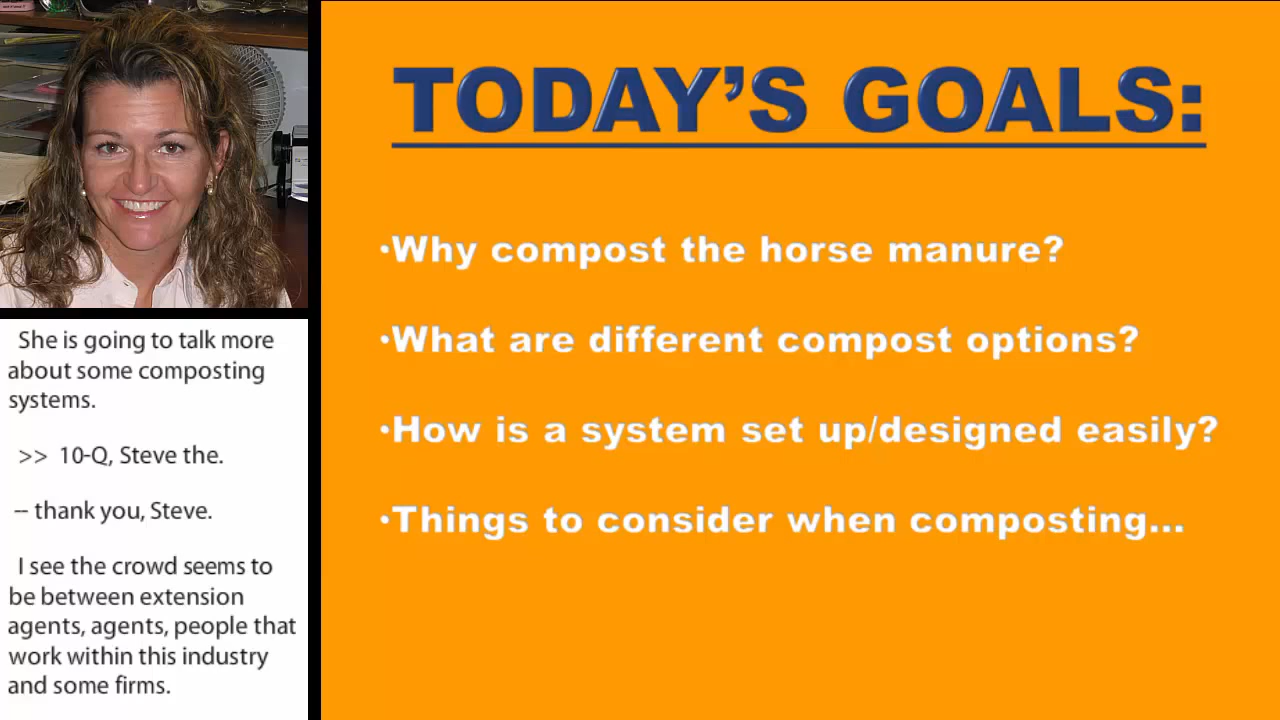 TODAY'S GOALS:
•Why compost the horse manure?
•What are different compost options?
•How is a system set up/designed easily?
•Things to consider when composting...
She is going to talk more
about some composting
systems.
>> 10-Q, Steve the.
-- thank you, Steve.
I see the crowd seems to
be between extension
agents, agents, people that
work within this industry
and some firms.